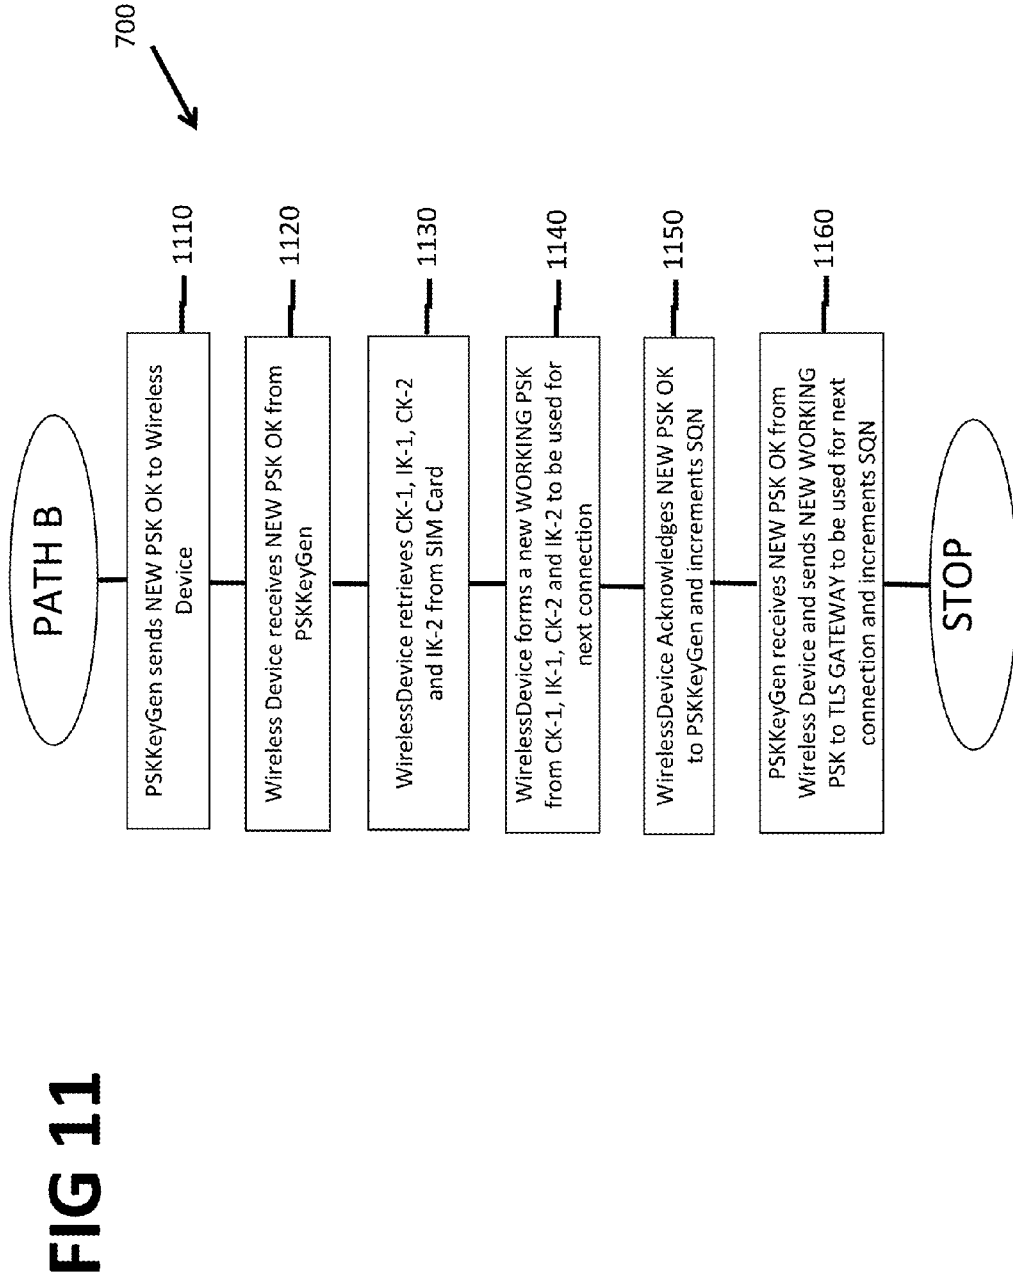 FIG 11
700
PATH B
PSKKeyGen sends NEW PSK OK to Wireless
Device
1110
Wireless Device receives NEW PSK OK from
PSKKeyGen
1120
WirelessDevice retrieves CK-1, IK-1, CK-2
and IK-2 from SIM Card
1130
WirelessDevice forms a new WORKING PSK
from CK-1, IK-1, CK-2 and IK-2 to be used for
next connection
1140
WirelessDevice Acknowledges NEW PSK OK
to PSKKeyGen and increments SQN
1150
PSKKeyGen receives NEW PSK OK from
Wireless Device and sends NEW WORKING
PSK to TLS GATEWAY to be used for next
connection and increments SQN
1160
STOP